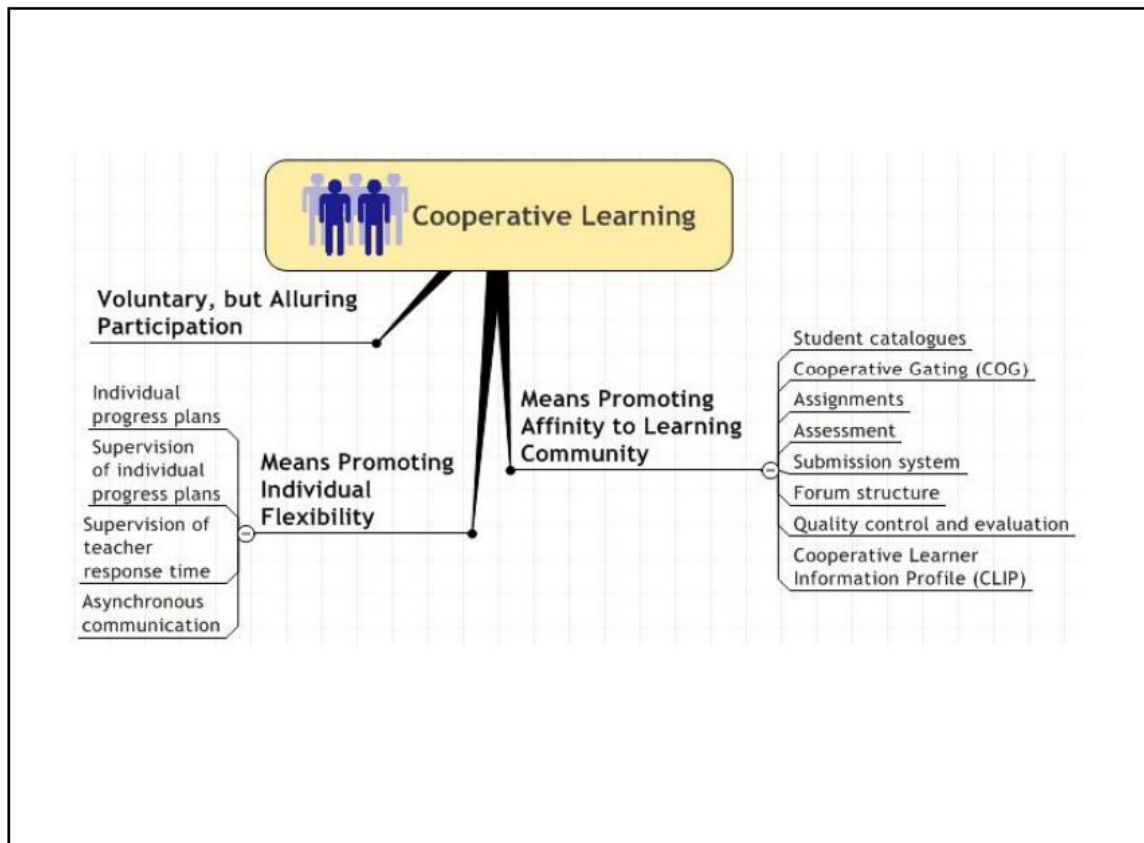 Cooperative Learning
Voluntary, but Alluring
Participation
Means Promoting
Individual
Flexibility
Individual
progress plans
Supervision
of individual
progress plans
Supervision of
teacher
response time
Asynchronous
communication
Means Promoting
Affinity to Learning
Community
Student catalogues
Cooperative Gating (COG)
Assignments
Assessment
Submission system
Forum structure
Quality control and evaluation
Cooperative Learner
Information Profile (CLIP)